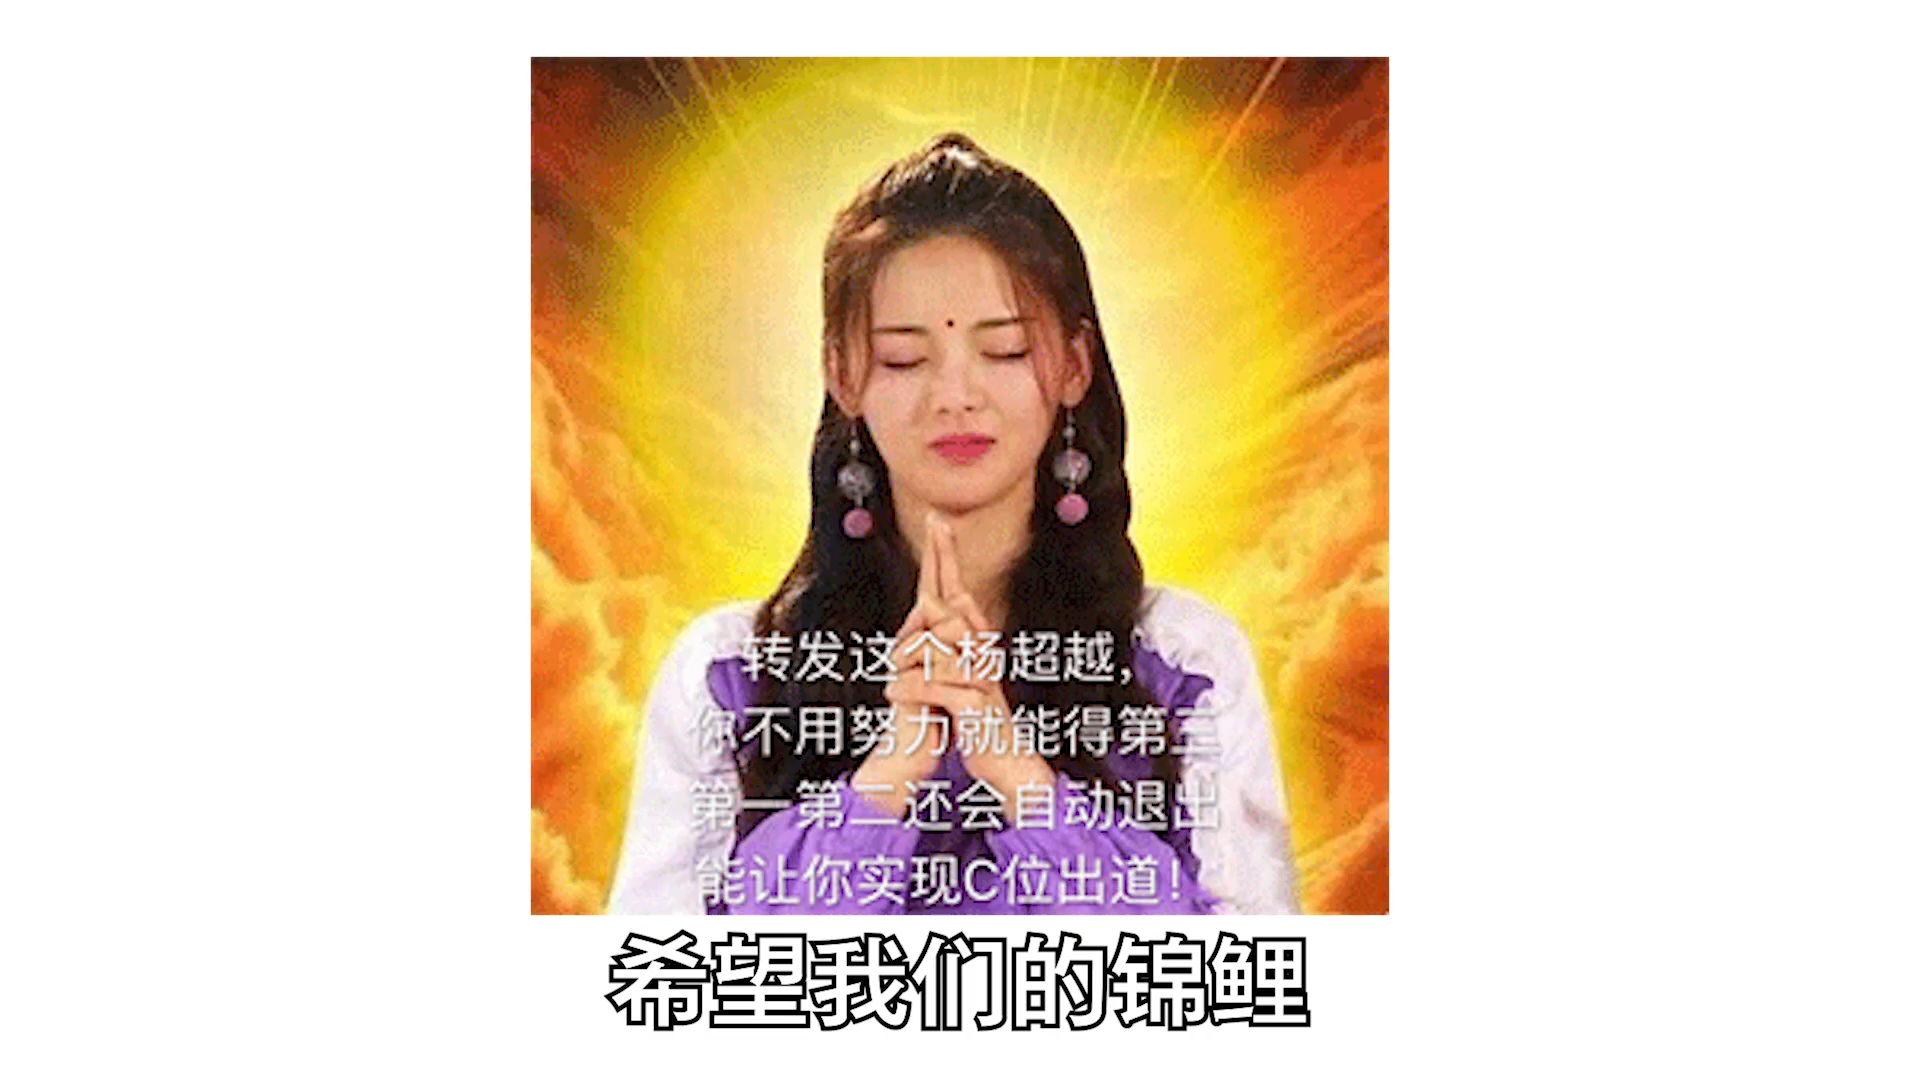 转发这个杨超越，
你不用努力就能得第三
第一第二还会自动退出
能让你实现C位出道！
希望我们的锦鲤